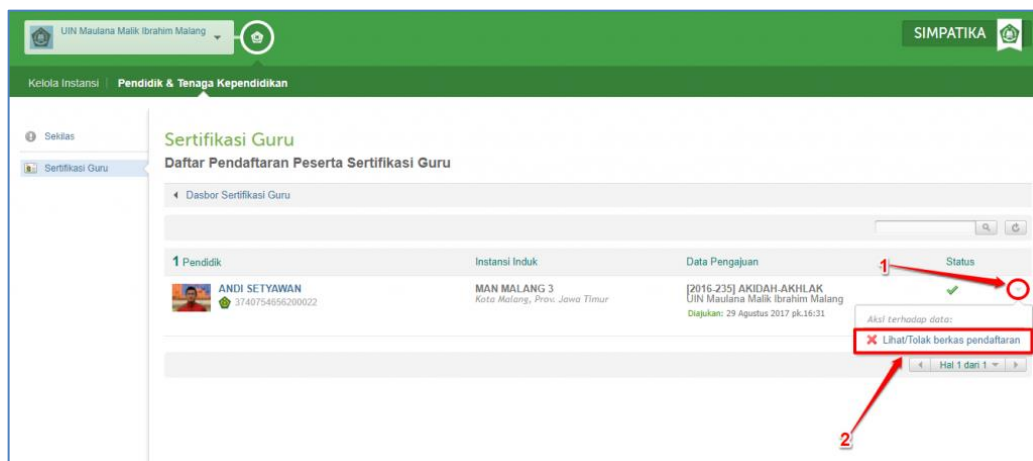 UIN Maulana Malik Ibrahim Malang
SIMPATIKA
Kelola Instansi | Pendidik & Tenaga Kependidikan
Sekilas
Sertifikasi Guru
Sertifikasi Guru
Daftar Pendaftaran Peserta Sertifikasi Guru
Dasbor Sertifikasi Guru
1 Pendidik
Instansi Induk
Data Pengajuan
1
Status
ANDI SETYAWAN
3740754656200022
MAN MALANG 3
Kota Malang, Prov. Jawa Timur
[2016-235] AKIDAH-AKHLAK
UIN Maulana Malik Ibrahim Malang
Diajukan: 29 Agustus 2017 pk.16:31
Aksi terhadap data:
Lihat/Tolak berkas pendaftaran
Hal 1 dari 1
2